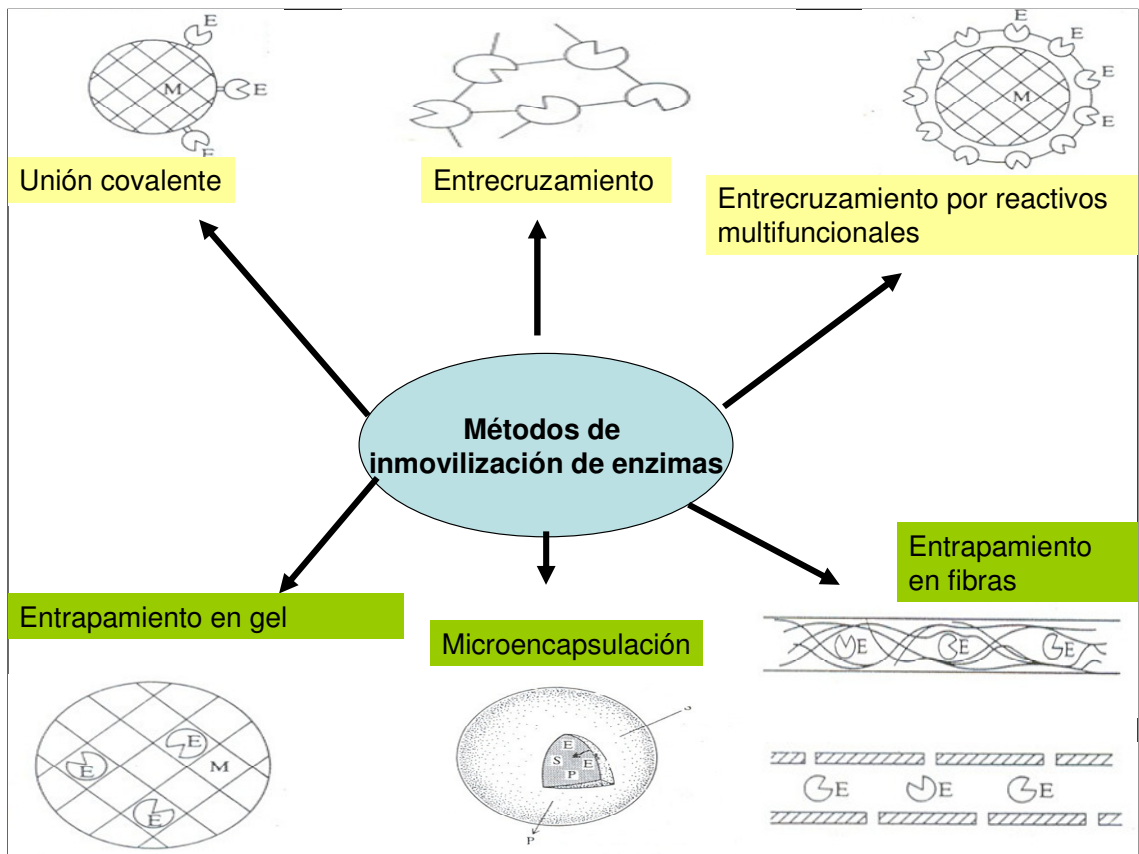 E
M
E
E
Unión covalente
Entrecruzamiento
E
E
E
M
E
Entrecruzamiento por reactivos
multifuncionales
Métodos de
inmovilización de enzimas
Entrapamiento en gel
E
E
M
E
Microencapsulación
S
E
S
E
P
P
Entrapamiento
en fibras
E
E
E
E
E
E